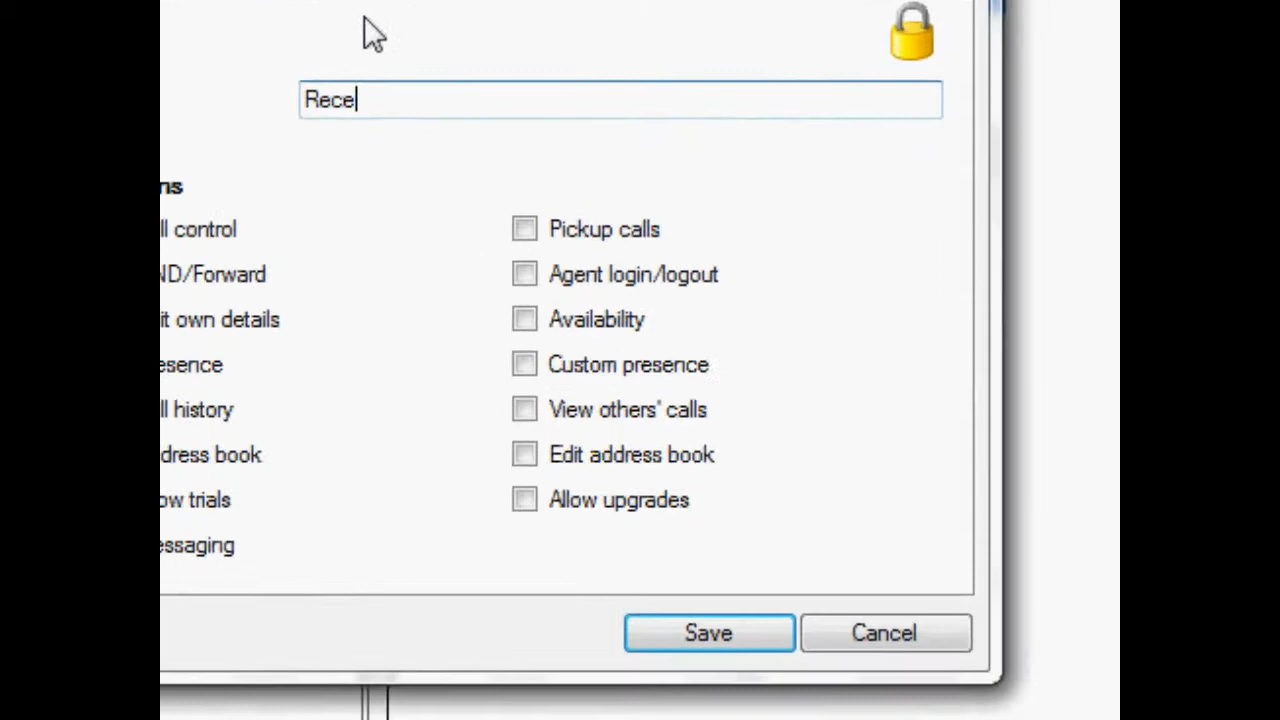 Rece
ns
ll control
Pickup calls
ND/Forward
Agent login/logout
it own details
Availability
esence
Custom presence
ll history
View others' calls
dress book
Edit address book
ow trials
Allow upgrades
essaging
Save
Cancel